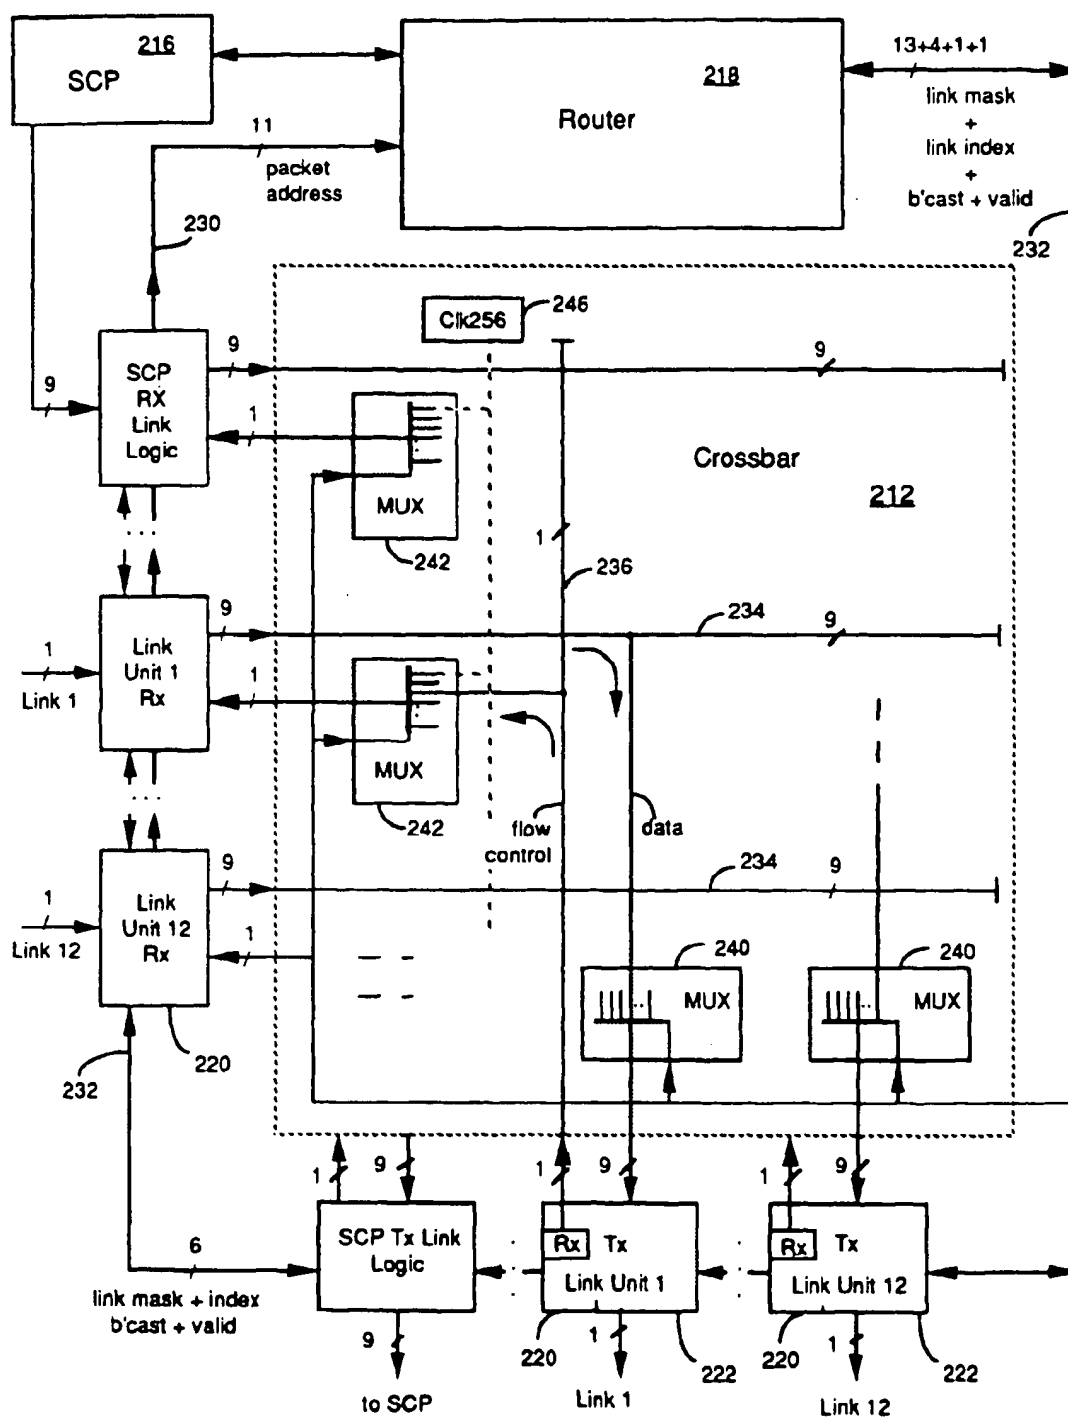 216
SCP
218
Router
13+4+1+1
link mask
+
link index
+
b'cast + valid
232
11
packet
address
230
Clk256
246
9
SCP
RX
Link
Logic
9
9
1
MUX
242
Crossbar
212
1
236
9
234
9
1
Link 1
Link
Unit 1
Rx
1
MUX
242
flow
control
data
9
234
9
1
Link 12
Link
Unit 12
Rx
1
240
MUX
240
MUX
220
232
1
9
1
9
1
9
6
link mask + index
b'cast + valid
SCP Tx Link
Logic
Rx
Tx
Link Unit 1
Rx
Tx
Link Unit 12
9
to SCP
220
1
222
Link 1
220
1
222
Link 12